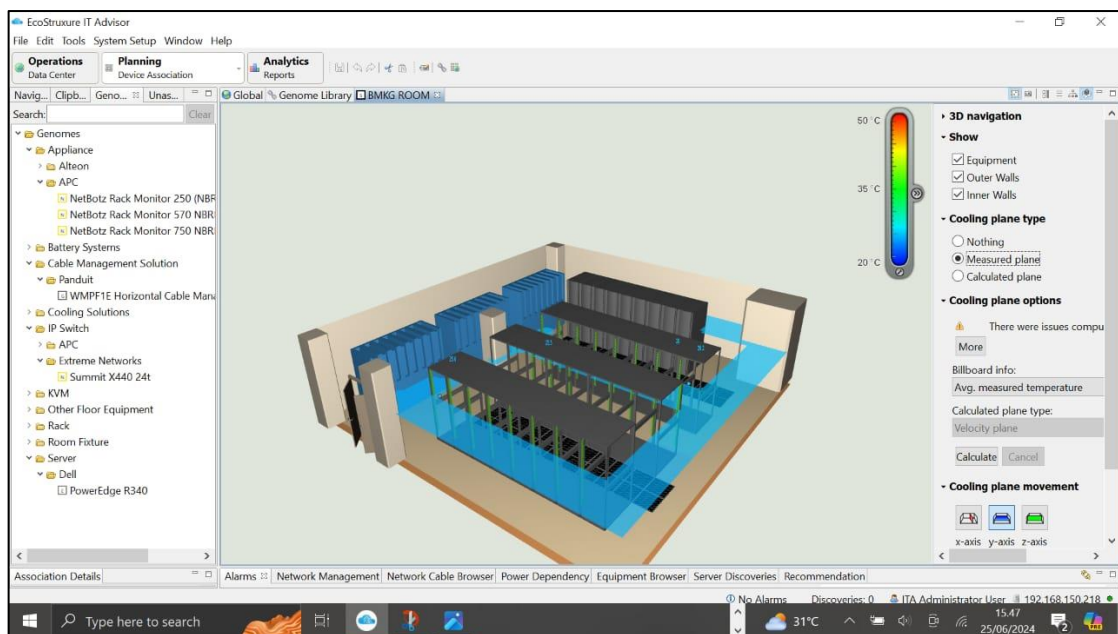 EcoStruxure IT Advisor
File Edit Tools System Setup Window Help
Operations
Data Center
Planning
Device Association
Analytics
Reports
Navig... Clipb... Geno... Unas...
Global Genome Library BMKG ROOM
Search:
Clear
Genomes
Appliance
Alteon
APC
NetBotz Rack Monitor 250 (NBR
NetBotz Rack Monitor 570 NBR
NetBotz Rack Monitor 750 NBR
Battery Systems
Cable Management Solution
Panduit
WMPF1E Horizontal Cable Mana
Cooling Solutions
IP Switch
APC
Extreme Networks
Summit X440 24t
KVM
Other Floor Equipment
Rack
Room Fixture
Server
Dell
PowerEdge R340
50 °C
35 °C
20 °C
3D navigation
Show
Equipment
Outer Walls
Inner Walls
Cooling plane type
Nothing
Measured plane
Calculated plane
Cooling plane options
There were issues compu
More
Billboard info:
Avg. measured temperature
Calculated plane type:
Velocity plane
Calculate Cancel
Cooling plane movement
x-axis y-axis z-axis
Association Details
Alarms Network Management Network Cable Browser Power Dependency Equipment Browser Server Discoveries Recommendation
No Alarms Discoveries: 0 ITA Administrator User 192.168.150.218
Type here to search
31°C
15.47
25/06/2024
2
PRE